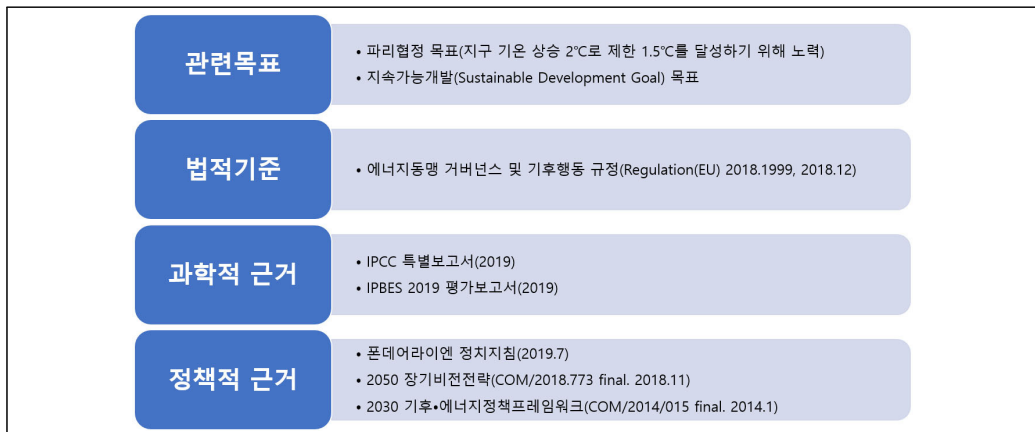 관련목표
• 파리협정 목표(지구 기온 상승 2℃로 제한 1.5℃를 달성하기 위해 노력)
• 지속가능개발(Sustainable Development Goal) 목표
법적기준
• 에너지동맹 거버넌스 및 기후행동 규정(Regulation(EU) 2018.1999, 2018.12)
과학적 근거
• IPCC 특별보고서(2019)
• IPBES 2019 평가보고서(2019)
정책적 근거
• 폰데어라이엔 정치지침(2019.7)
• 2050 장기비전전략(COM/2018.773 final. 2018.11)
• 2030 기후•에너지정책프레임워크(COM/2014/015 final. 2014.1)